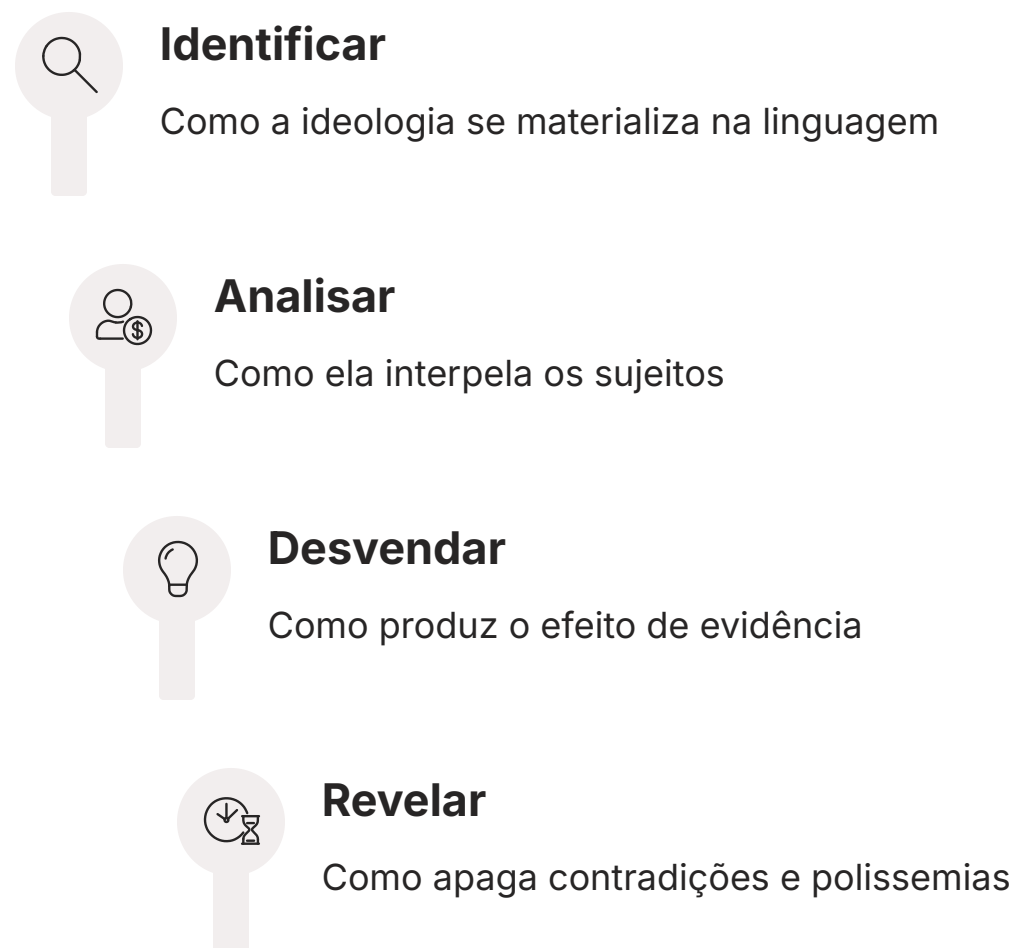 Identificar
Como a ideologia se materializa na linguagem
$
Analisar
Como ela interpela os sujeitos
Desvendar
Como produz o efeito de evidência
Revelar
Como apaga contradições e polissemias